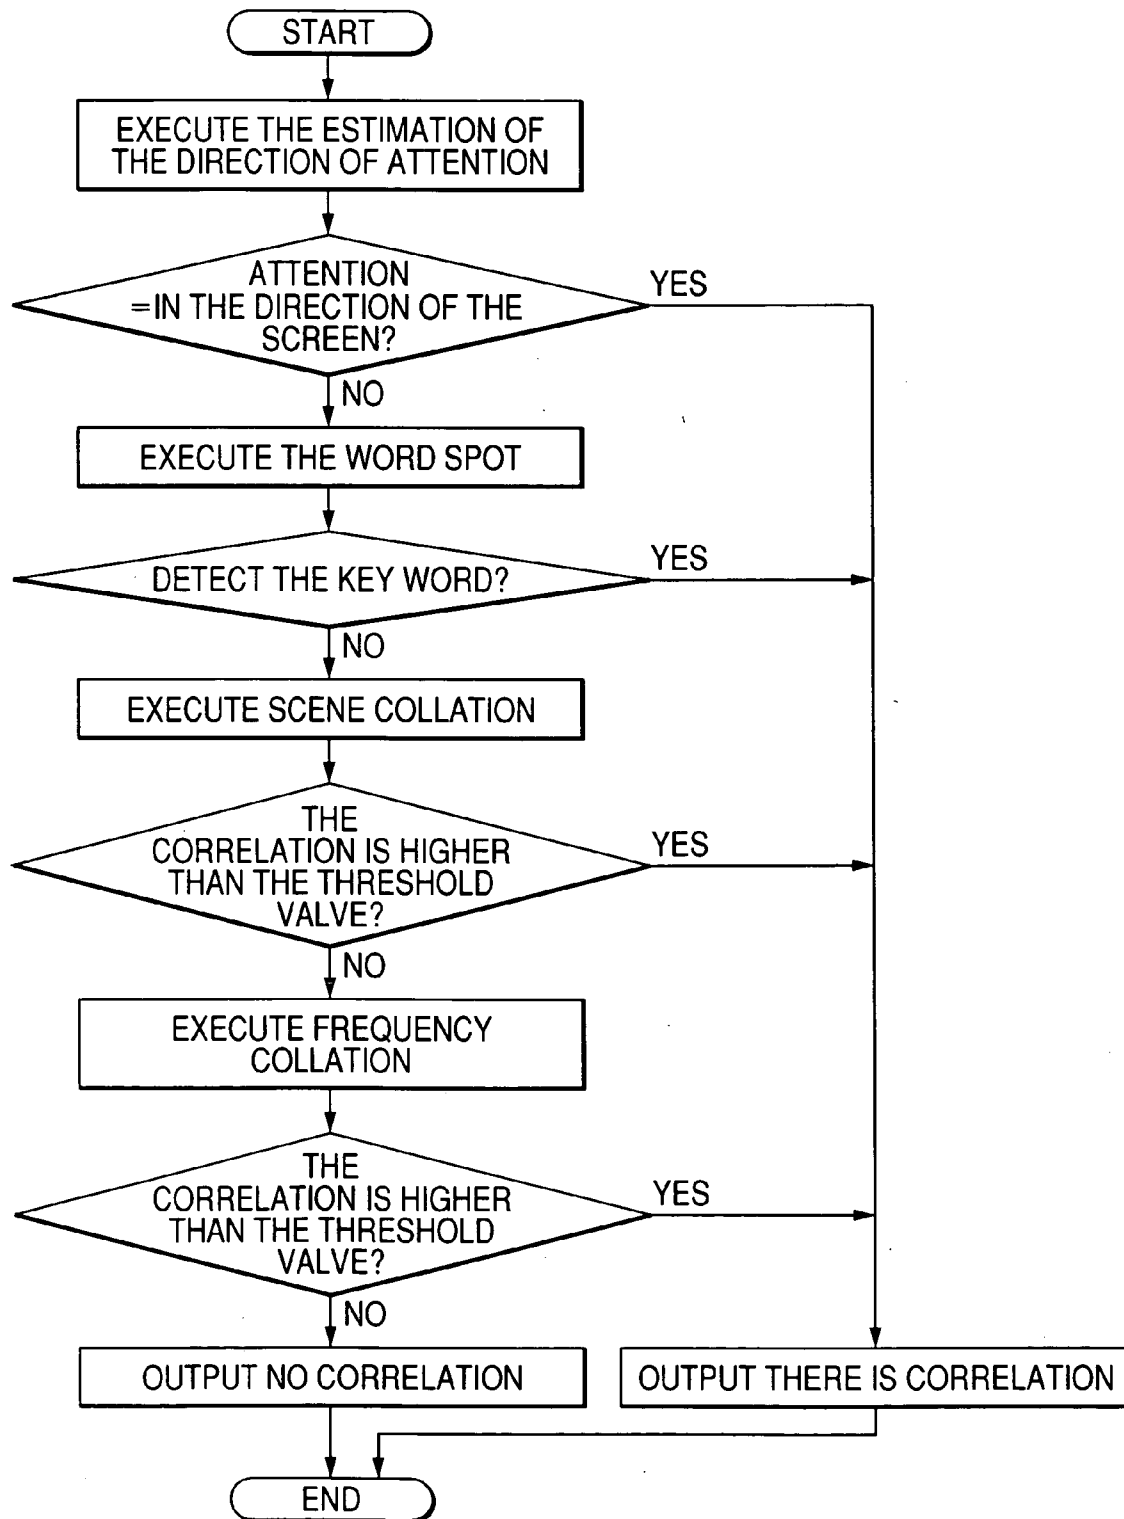 START
EXECUTE THE ESTIMATION OF
THE DIRECTION OF ATTENTION
ATTENTION
=IN THE DIRECTION OF THE
SCREEN?
YES
NO
EXECUTE THE WORD SPOT
DETECT THE KEY WORD?
YES
NO
EXECUTE SCENE COLLATION
THE
CORRELATION IS HIGHER
THAN THE THRESHOLD
VALVE?
YES
NO
EXECUTE FREQUENCY
COLLATION
THE
CORRELATION IS HIGHER
THAN THE THRESHOLD
VALVE?
YES
NO
OUTPUT NO CORRELATION
OUTPUT THERE IS CORRELATION
END